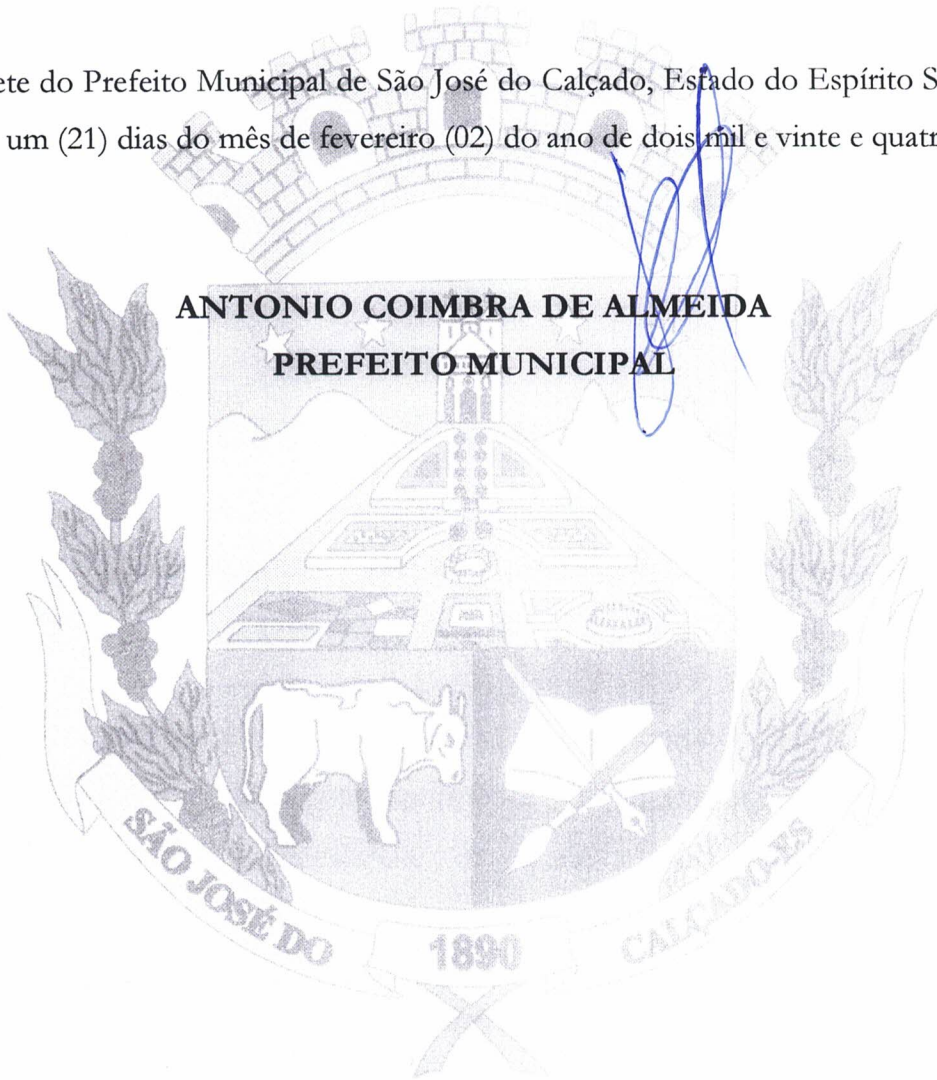 ete do Prefeito Municipal de São José do Calçado, Estado do Espírito S
um (21) dias do mês de fevereiro (02) do ano de dois mil e vinte e quatr
ANTONIO COIMBRA DE ALMEIDA
PREFEITO MUNICIPAL
SÃO JOSÉ DO
1890
CALÇADO-ES